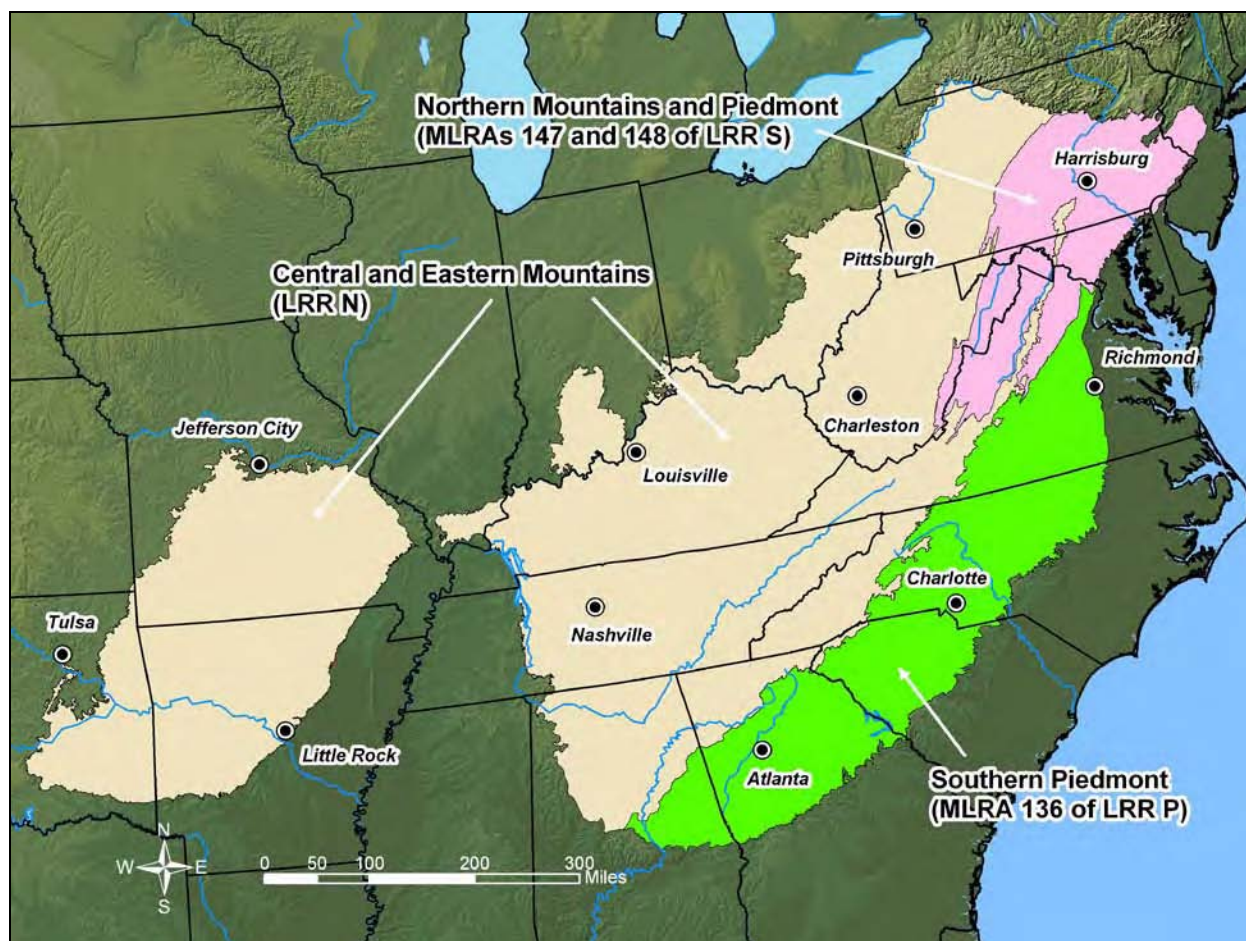 Northern Mountains and Piedmont
(MLRAs 147 and 148 of LRR S)
Harrisburg
Pittsburgh
Central and Eastern Mountains
(LRR N)
Richmond
Charleston
Jefferson City
Louisville
Charlotte
Tulsa
Nashville
Little Rock
Atlanta
Southern Piedmont
(MLRA 136 of LRR P)
N
W E
S
0 50 100 200 300
Miles